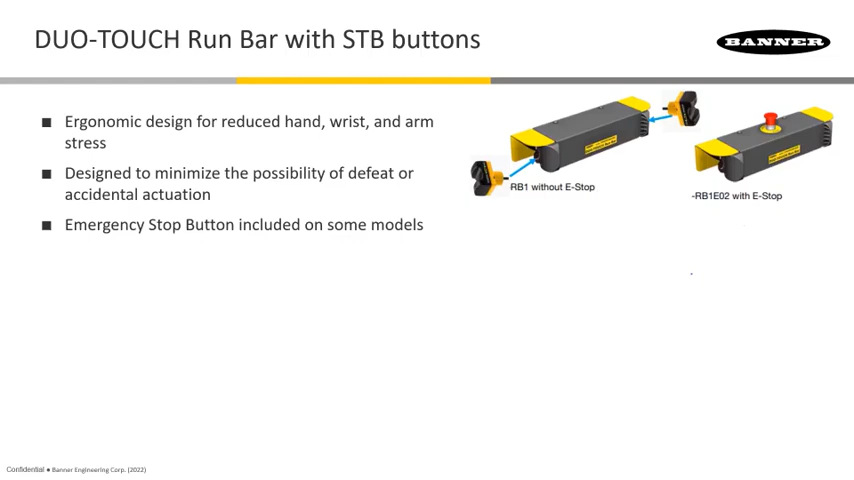 DUO-TOUCH Run Bar with STB buttons
BANNER
■ Ergonomic design for reduced hand, wrist, and arm
stress
■ Designed to minimize the possibility of defeat or
accidental actuation
■ Emergency Stop Button included on some models
RB1 without E-Stop
-RB1E02 with E-Stop
Confidential ● Banner Engineering Corp. (2022)